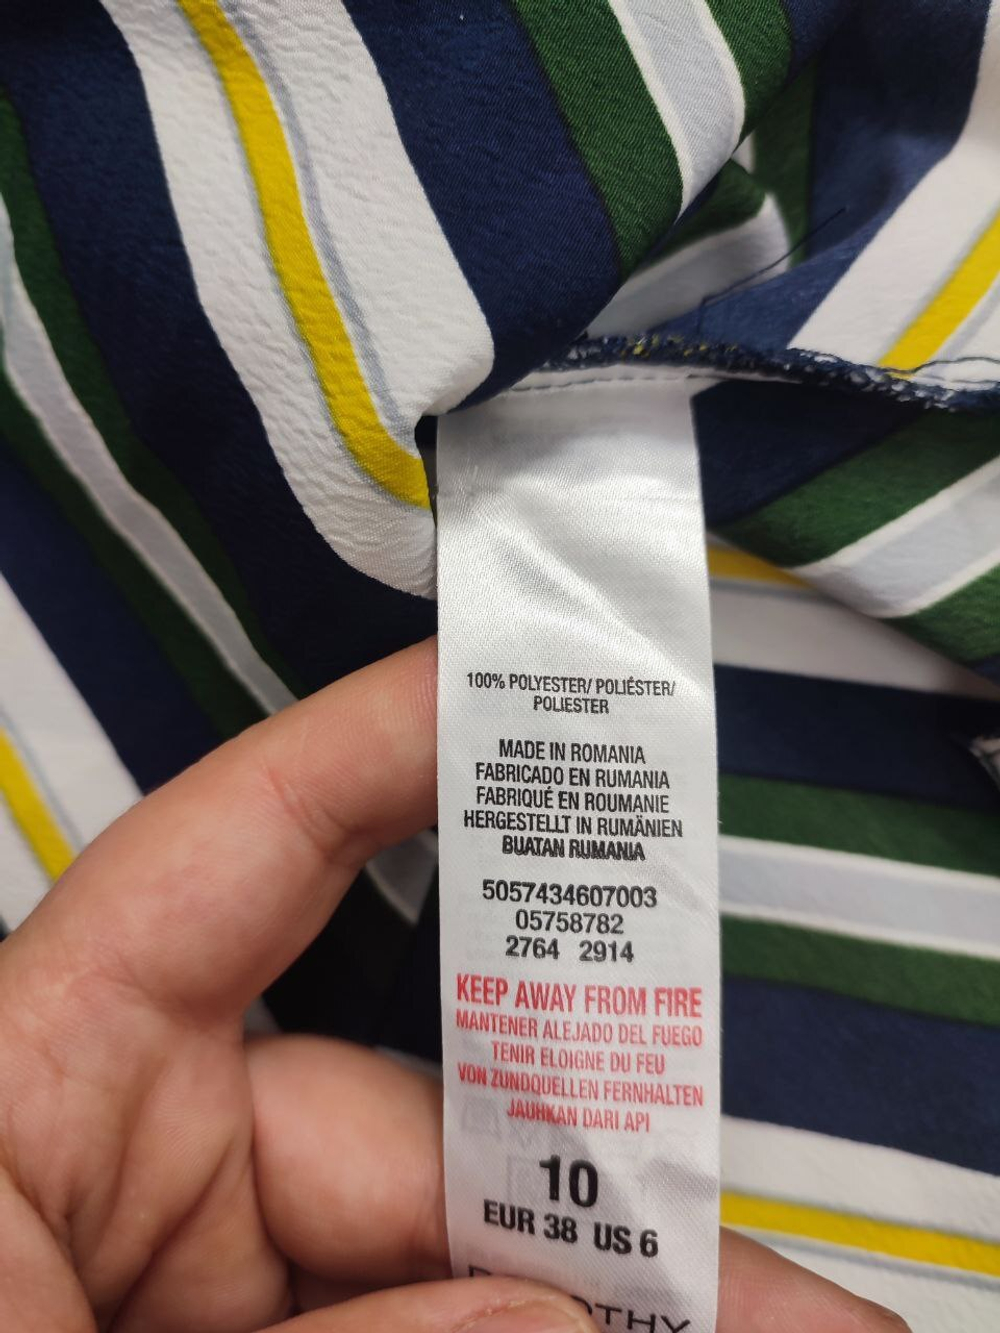 100% POLYESTER/ POLIÉSTER/
POLIESTER
MADE IN ROMANIA
FABRICADO EN RUMANIA
FABRIQUÉ EN ROUMANIE
HERGESTELLT IN RUMÄNIEN
BUATAN RUMANIA
5057434607003
05758782
2764 2914
KEEP AWAY FROM FIRE
MANTENER ALEJADO DEL FUEGO
TENIR ELOIGNE DU FEU
VON ZUNDQUELLEN FERNHALTEN
JAUHKAN DARI API
10
EUR 38 US 6